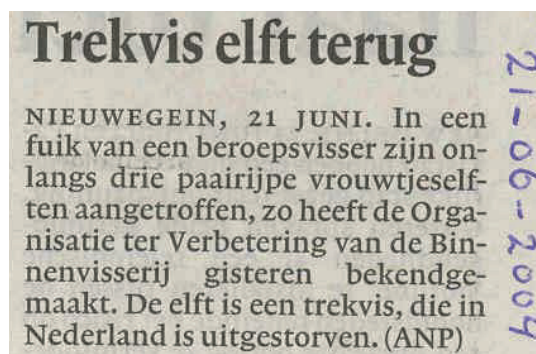 Trekvis elft terug
NIEUWEGEIN, 21 JUNI. In een
fuik van een beroepsvisser zijn on-
langs drie paairijpe vrouwtjeself-
ten aangetroffen, zo heeft de Orga-
nisatie ter Verbetering van de Bin-
nenvisserij gisteren bekendge-
maakt. De elft is een trekvis, die in
Nederland is uitgestorven. (ANP)
21-06-2004